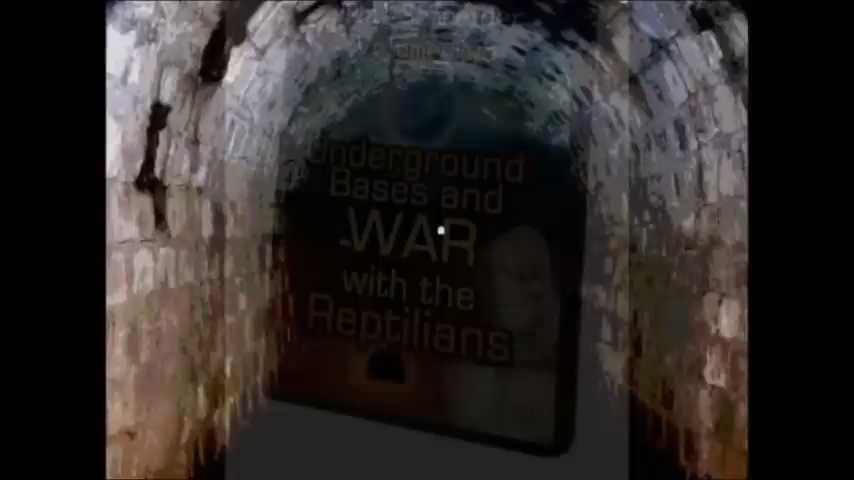 Underground
Bases and
WAR
with the
Reptilians